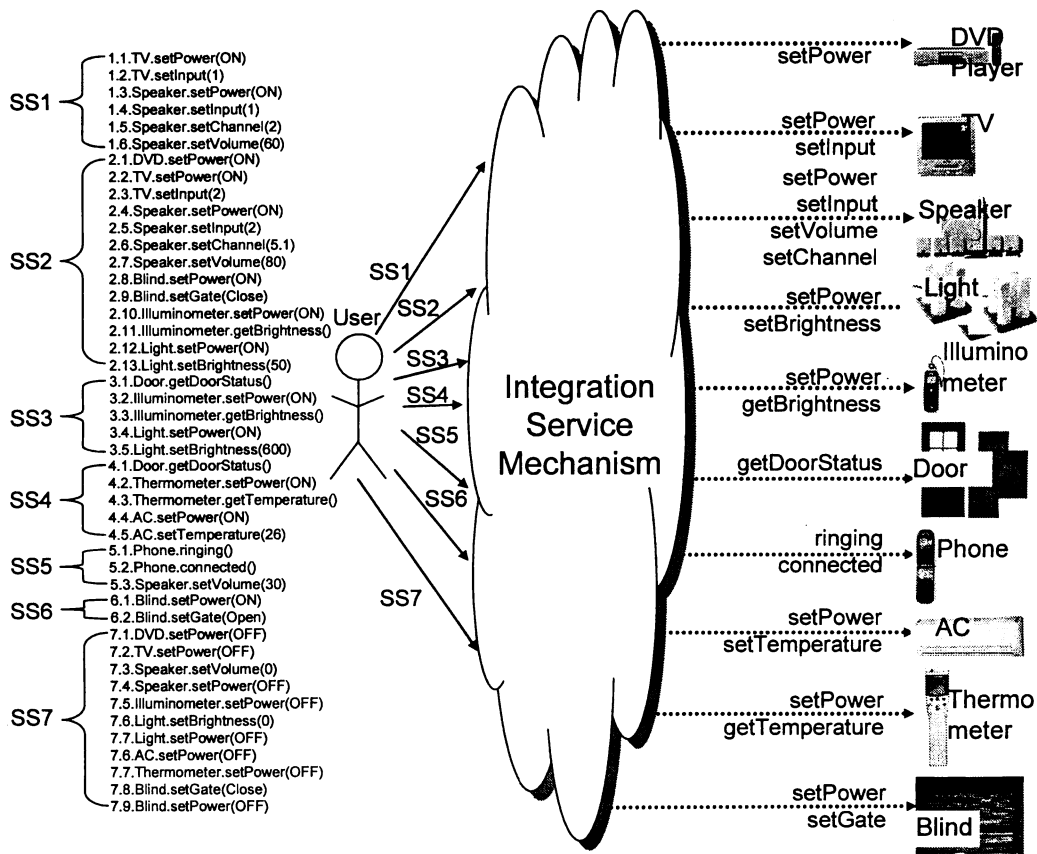 SS1
1.1.TV.setPower(ON)
1.2.TV.setInput(1)
1.3.Speaker.setPower(ON)
1.4.Speaker.setInput(1)
1.5.Speaker.setChannel(2)
1.6.Speaker.setVolume(60)
SS2
2.1.DVD.setPower(ON)
2.2.TV.setPower(ON)
2.3.TV.setInput(2)
2.4.Speaker.setPower(ON)
2.5.Speaker.setInput(2)
2.6.Speaker.setChannel(5.1)
2.7.Speaker.setVolume(80)
2.8.Blind.setPower(ON)
2.9.Blind.setGate(Close)
2.10.Illuminometer.setPower(ON)
2.11.Illuminometer.getBrightness()
2.12.Light.setPower(ON)
2.13.Light.setBrightness(50)
SS3
3.1.Door.getDoorStatus()
3.2.Illuminometer.setPower(ON)
3.3.Illuminometer.getBrightness()
3.4.Light.setPower(ON)
3.5.Light.setBrightness(600)
SS4
4.1.Door.getDoorStatus()
4.2.Thermometer.setPower(ON)
4.3.Thermometer.getTemperature()
4.4.AC.setPower(ON)
4.5.AC.setTemperature(26)
SS5
5.1.Phone.ringing()
5.2.Phone.connected()
5.3.Speaker.setVolume(30)
SS6
6.1.Blind.setPower(ON)
6.2.Blind.setGate(Open)
SS7
7.1.DVD.setPower(OFF)
7.2.TV.setPower(OFF)
7.3.Speaker.setVolume(0)
7.4.Speaker.setPower(OFF)
7.5.Illuminometer.setPower(OFF)
7.6.Light.setBrightness(0)
7.7.Light.setPower(OFF)
7.6.AC.setPower(OFF)
7.7.Thermometer.setPower(OFF)
7.8.Blind.setGate(Close)
7.9.Blind.setPower(OFF)
User
SS1
SS2
SS3
SS4
SS5
SS6
SS7
Integration
Service
Mechanism
setPower
DVD
Player
setPower
setInput
TV
setPower
setInput
setVolume
setChannel
Speaker
setPower
setBrightness
Light
setPower
getBrightness
Illumino
meter
getDoorStatus
Door
ringing
connected
Phone
setPower
setTemperature
AC
setPower
getTemperature
Thermo
meter
setPower
setGate
Blind